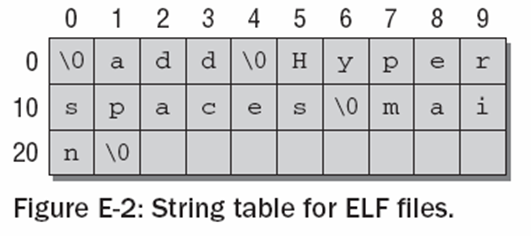 0 1 2 3 4 5 6 7 8 9
0 \0 a d d \0 H y p e r
10 s p a c e s \0 m a i
20 n \0
Figure E-2: String table for ELF files.